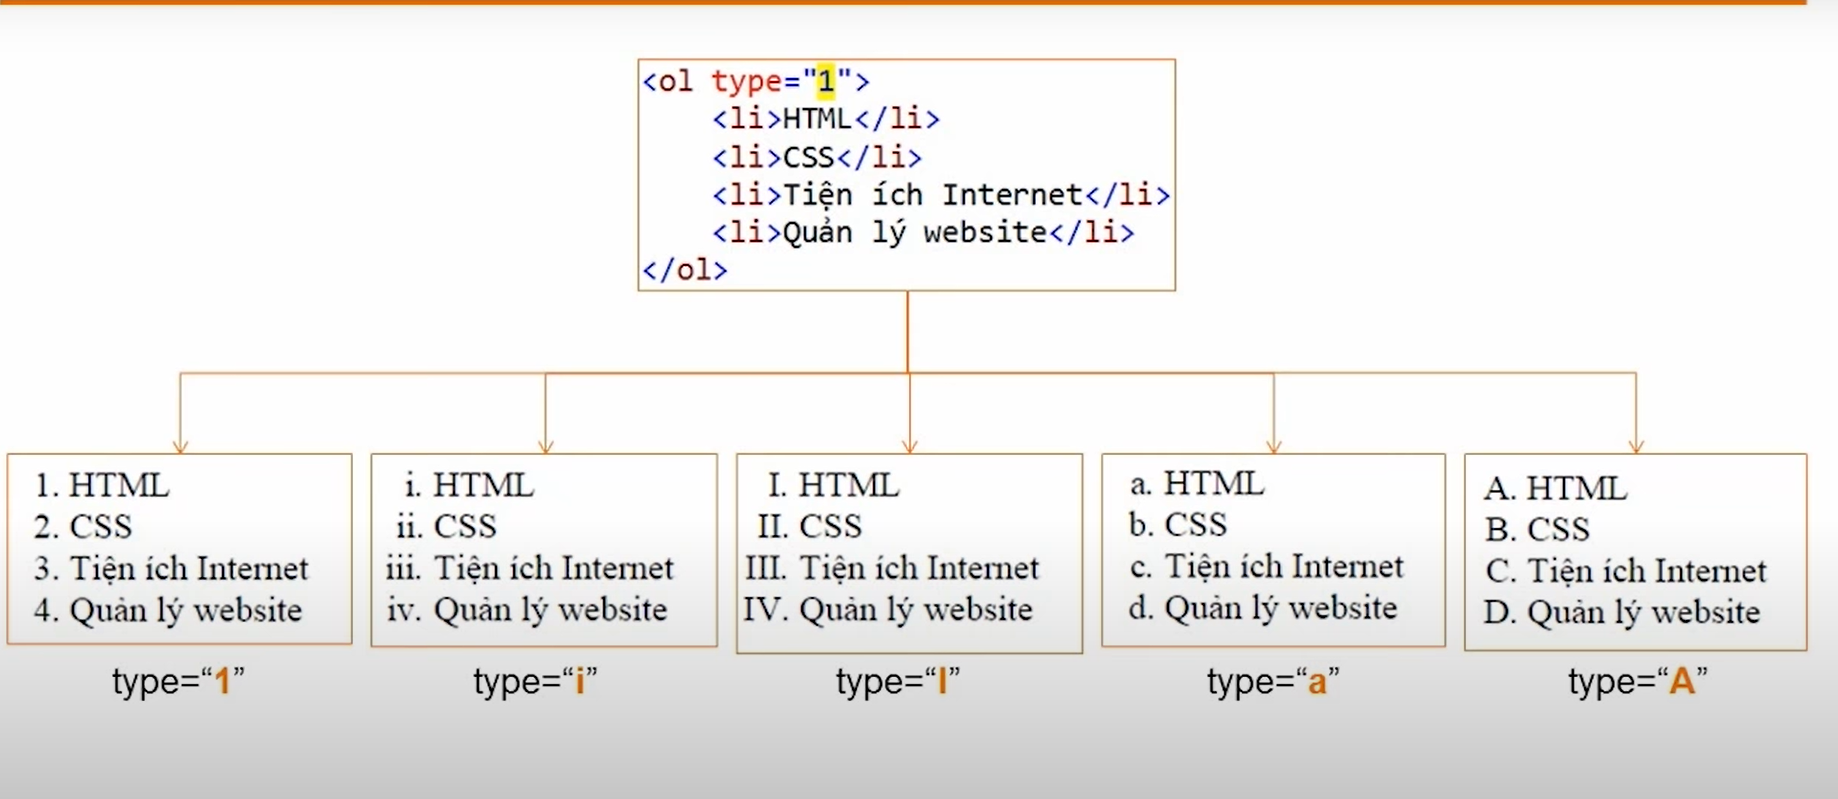 <ol type="1">
<li>HTML</li>
<li>CSS</li>
<li>Tiện ích Internet</li>
<li>Quản lý website</li>
</ol>
1. HTML
2. CSS
3. Tiện ích Internet
4. Quản lý website
type=“1”
i. HTML
ii. CSS
iii. Tiện ích Internet
iv. Quản lý website
type=“i”
I. HTML
II. CSS
III. Tiện ích Internet
IV. Quản lý website
type=“I”
a. HTML
b. CSS
c. Tiện ích Internet
d. Quản lý website
type=“a”
A. HTML
B. CSS
C. Tiện ích Internet
D. Quản lý website
type=“A”